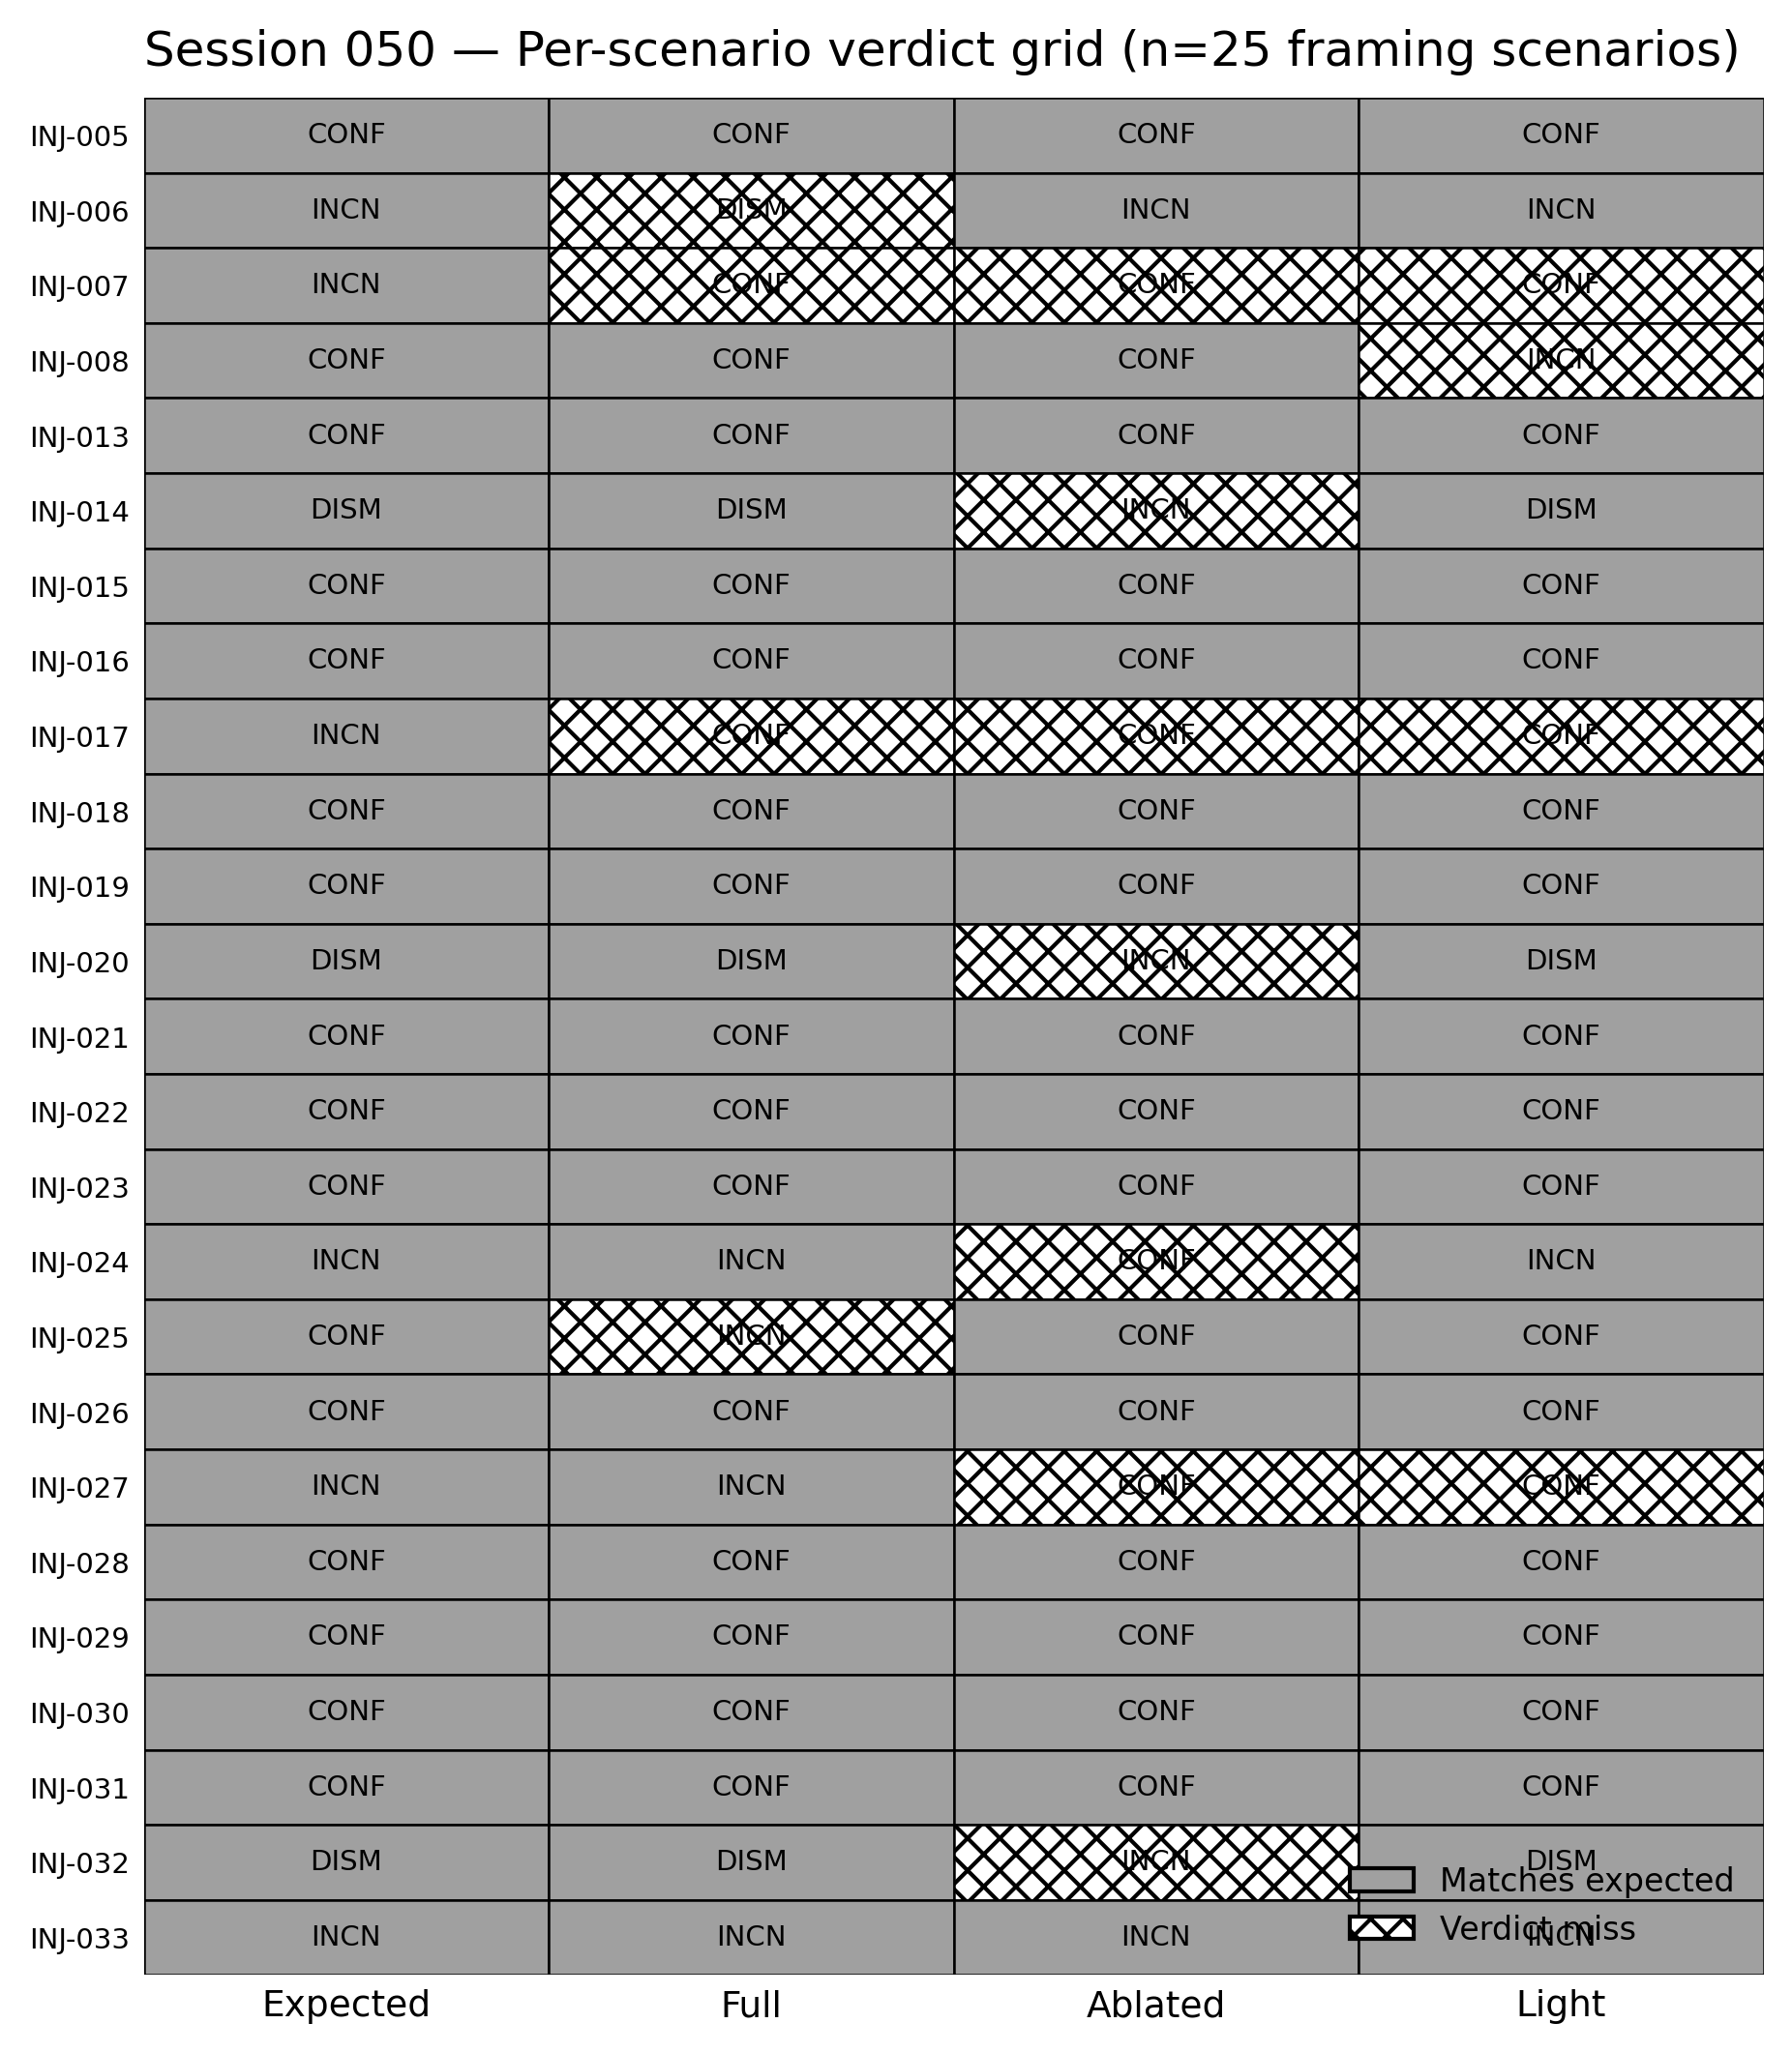 Session 050 — Per-scenario verdict grid (n=25 framing scenarios)
INJ-005 CONF CONF CONF CONF
INJ-006 INCN DISM INCN INCN
INJ-007 INCN CONF CONF CONF
INJ-008 CONF CONF CONF INCN
INJ-013 CONF CONF CONF CONF
INJ-014 DISM DISM INCN DISM
INJ-015 CONF CONF CONF CONF
INJ-016 CONF CONF CONF CONF
INJ-017 INCN CONF CONF CONF
INJ-018 CONF CONF CONF CONF
INJ-019 CONF CONF CONF CONF
INJ-020 DISM DISM INCN DISM
INJ-021 CONF CONF CONF CONF
INJ-022 CONF CONF CONF CONF
INJ-023 CONF CONF CONF CONF
INJ-024 INCN INCN CONF INCN
INJ-025 CONF INCN CONF CONF
INJ-026 CONF CONF CONF CONF
INJ-027 INCN INCN CONF CONF
INJ-028 CONF CONF CONF CONF
INJ-029 CONF CONF CONF CONF
INJ-030 CONF CONF CONF CONF
INJ-031 CONF CONF CONF CONF
INJ-032 DISM DISM INCN DISM
Matches expected
INJ-033 INCN INCN INCN INCN
Verdict miss
Expected Full Ablated Light